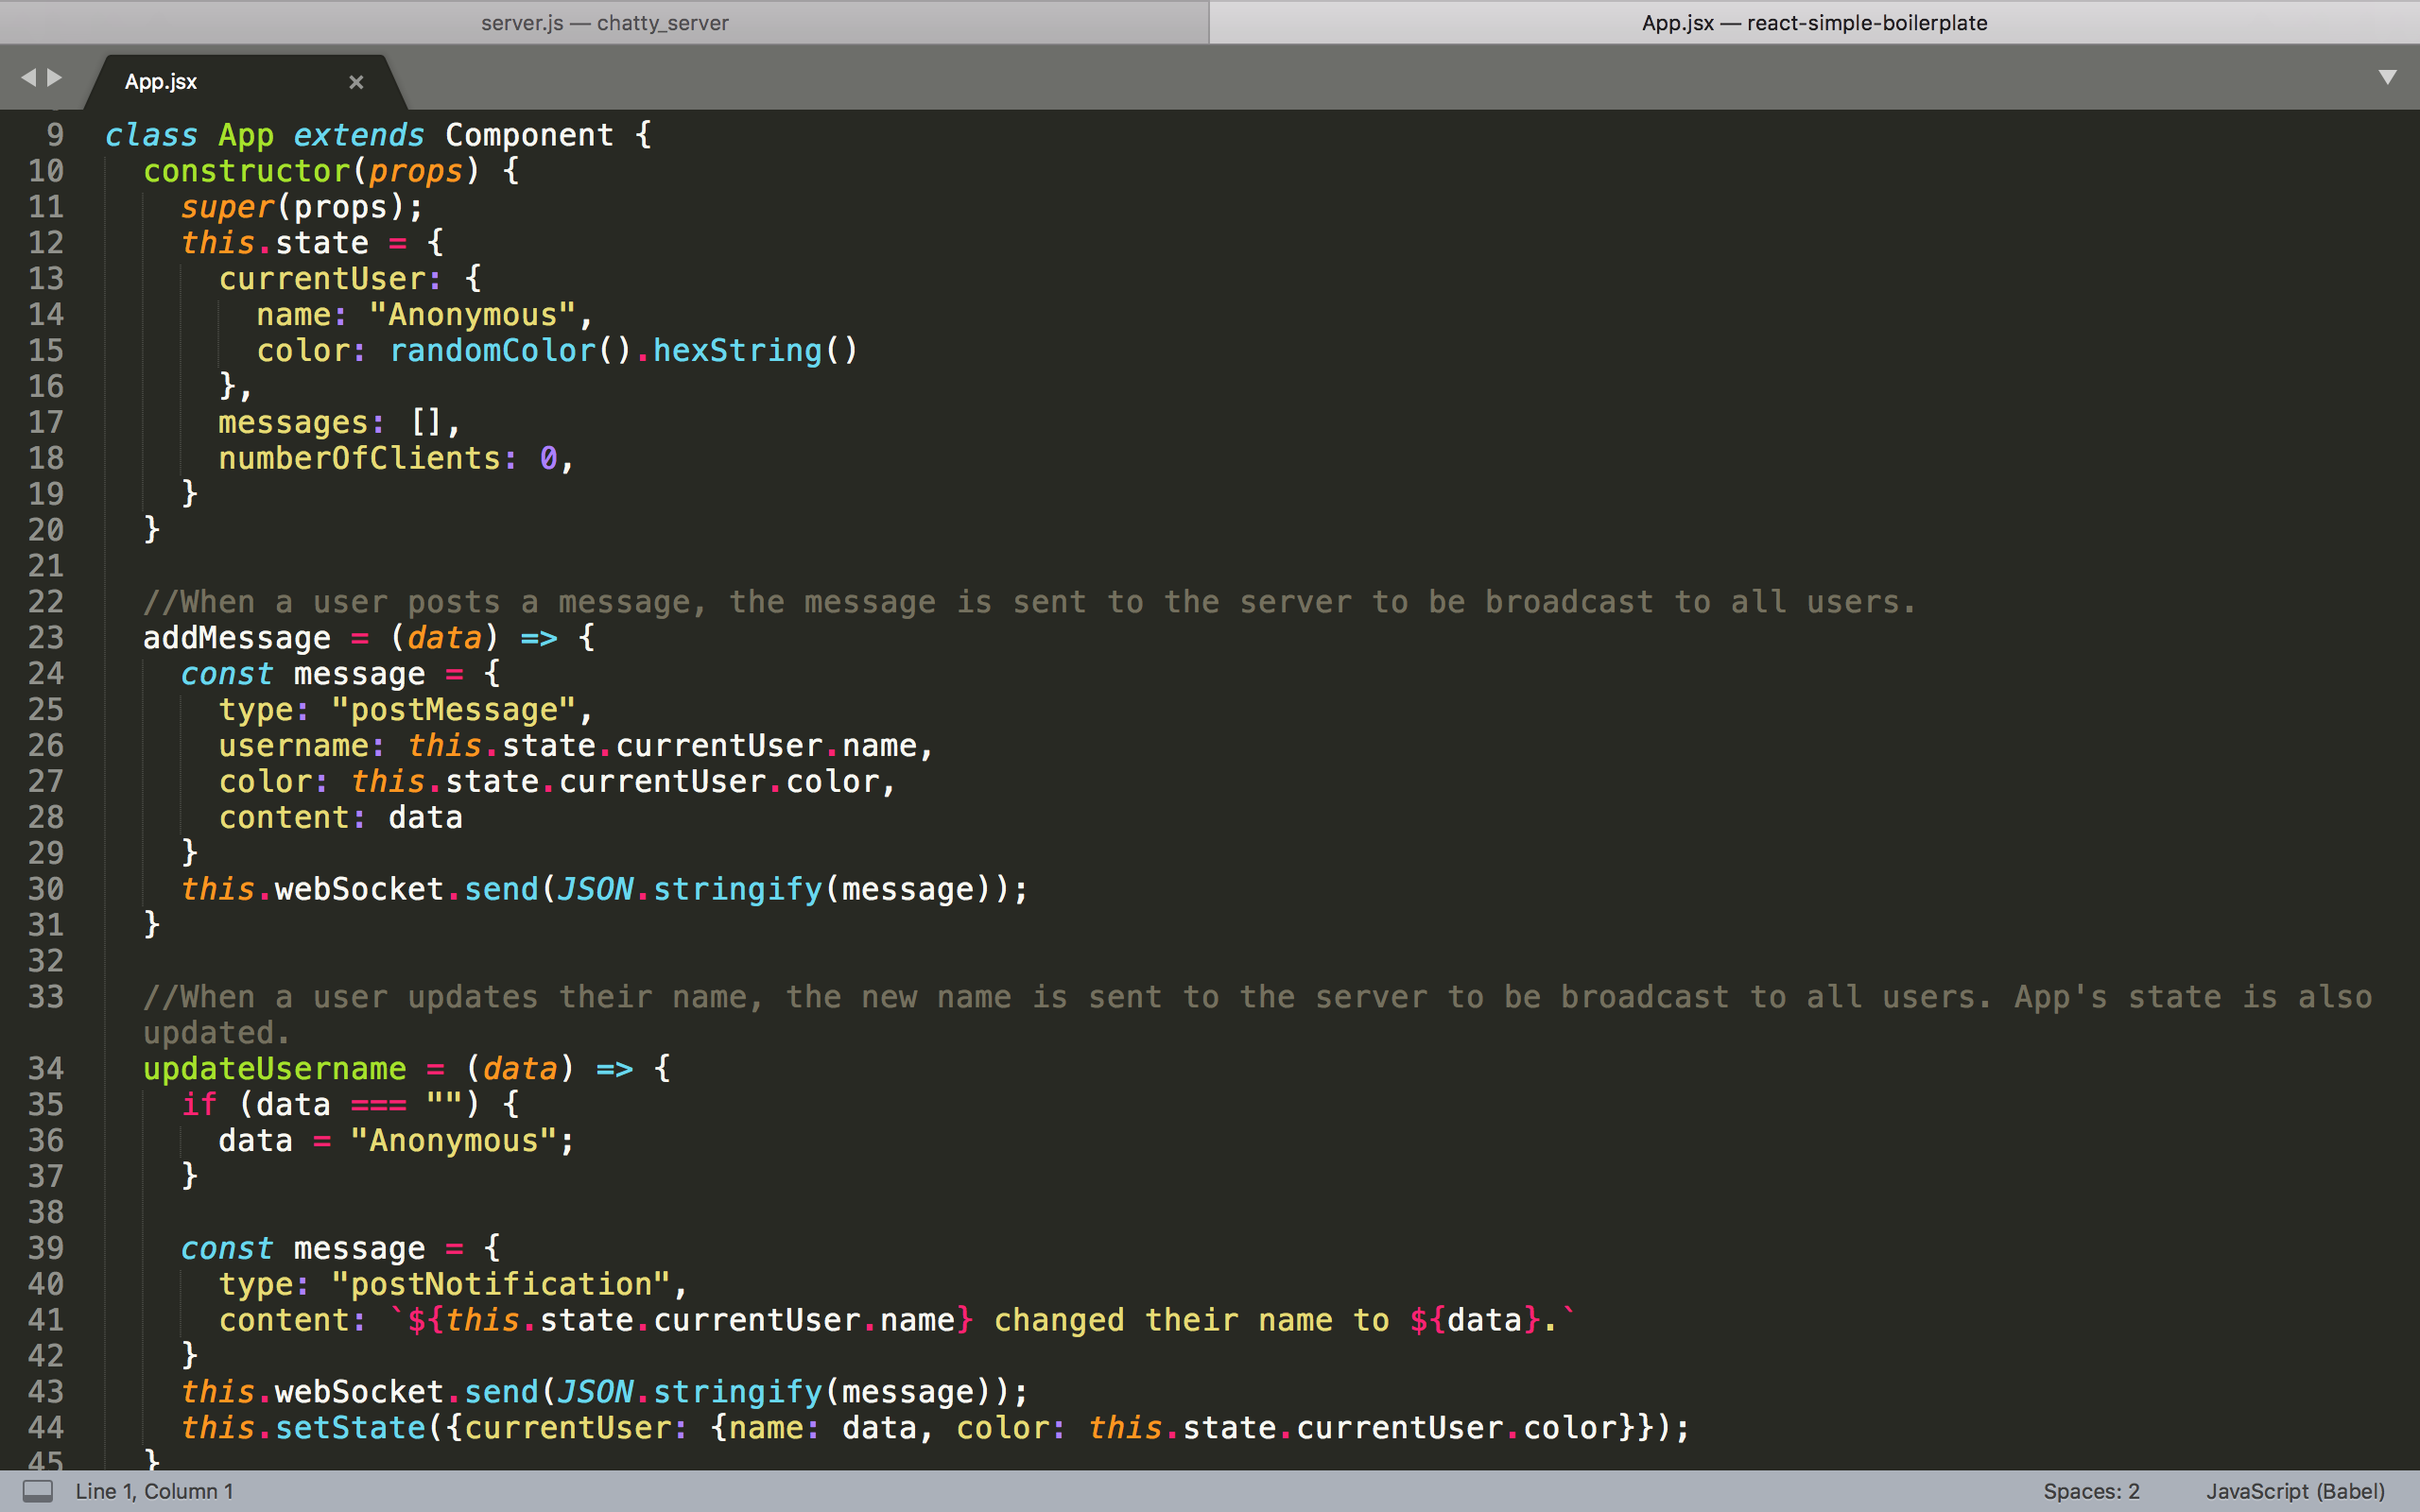 server.js — chatty_server
App.jsx — react-simple-boilerplate
App.jsx ×
9 class App extends Component {
10   constructor(props) {
11     super(props);
12     this.state = {
13       currentUser: {
14         name: "Anonymous",
15         color: randomColor().hexString()
16       },
17       messages: [],
18       numberOfClients: 0,
19     }
20   }
21
22   //When a user posts a message, the message is sent to the server to be broadcast to all users.
23   addMessage = (data) => {
24     const message = {
25       type: "postMessage",
26       username: this.state.currentUser.name,
27       color: this.state.currentUser.color,
28       content: data
29     }
30     this.webSocket.send(JSON.stringify(message));
31   }
32
33   //When a user updates their name, the new name is sent to the server to be broadcast to all users. App's state is also
updated.
34   updateUsername = (data) => {
35     if (data === "") {
36       data = "Anonymous";
37     }
38
39     const message = {
40       type: "postNotification",
41       content: `${this.state.currentUser.name} changed their name to ${data}.`
42     }
43     this.webSocket.send(JSON.stringify(message));
44     this.setState({currentUser: {name: data, color: this.state.currentUser.color}});
45   }
Line 1, Column 1
Spaces: 2
JavaScript (Babel)